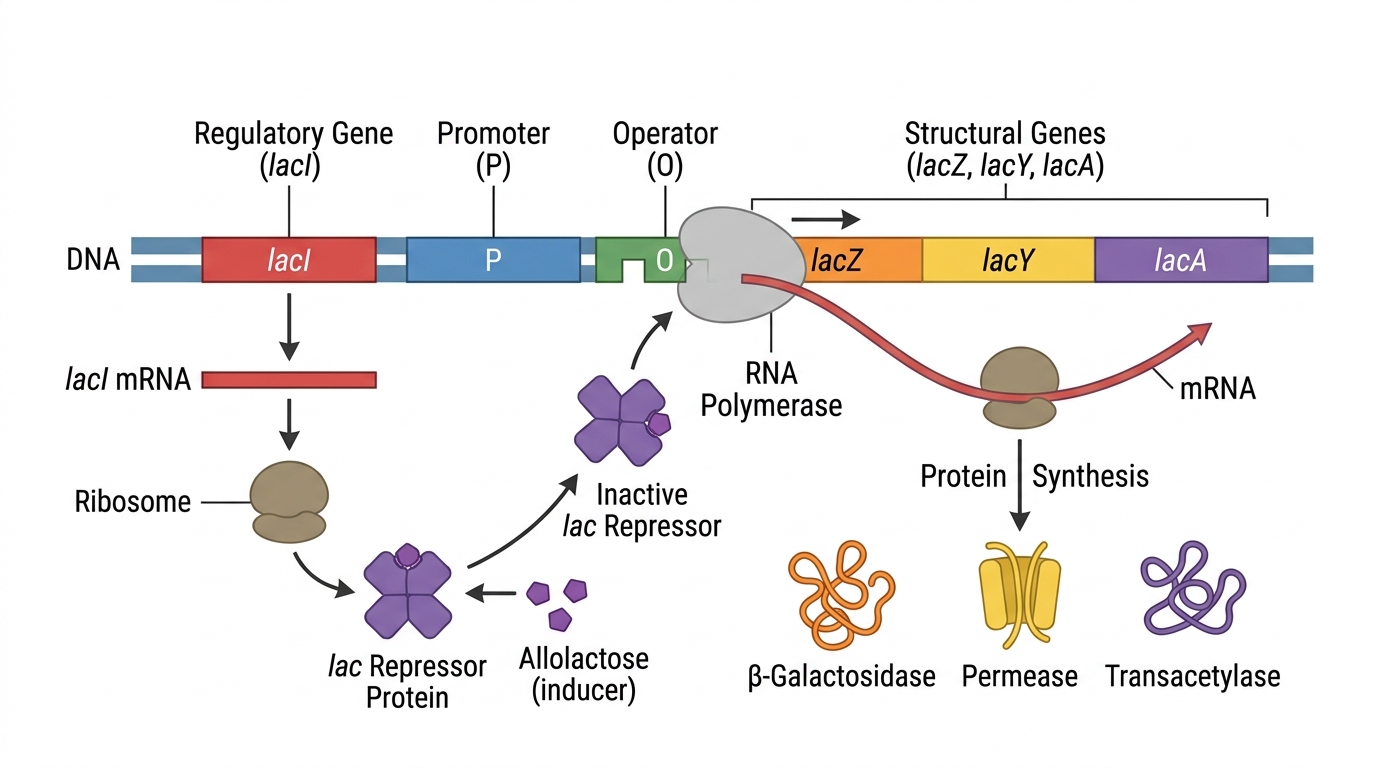 Regulatory Gene
(lacI)
Promoter
(P)
Operator
(O)
Structural Genes
(lacZ, lacY, lacA)
DNA
lacI
P
O
lacZ
lacY
lacA
lacI mRNA
RNA
Polymerase
mRNA
Ribosome
Inactive
lac Repressor
Protein Synthesis
lac Repressor
Protein
Allolactose
(inducer)
β-Galactosidase
Permease
Transacetylase